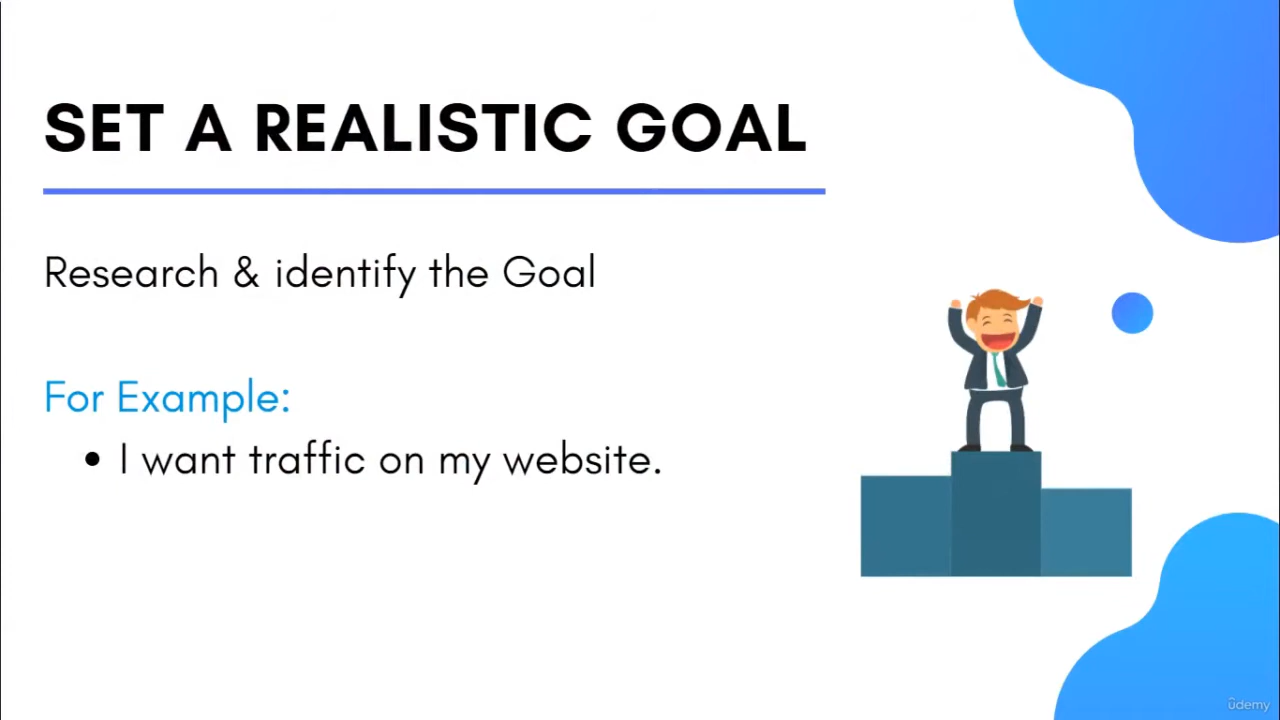 SET A REALISTIC GOAL
Research & identify the Goal
For Example:
• I want traffic on my website.
ûdemy